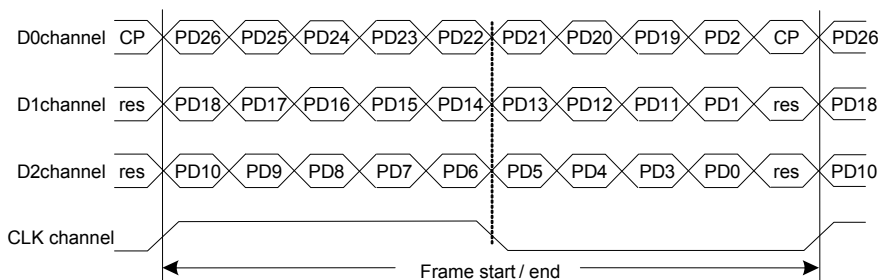 D0channel CP PD26 PD25 PD24 PD23 PD22 PD21 PD20 PD19 PD2 CP PD26
D1channel res PD18 PD17 PD16 PD15 PD14 PD13 PD12 PD11 PD1 res PD18
D2channel res PD10 PD9 PD8 PD7 PD6 PD5 PD4 PD3 PD0 res PD10
CLK channel
Frame start / end